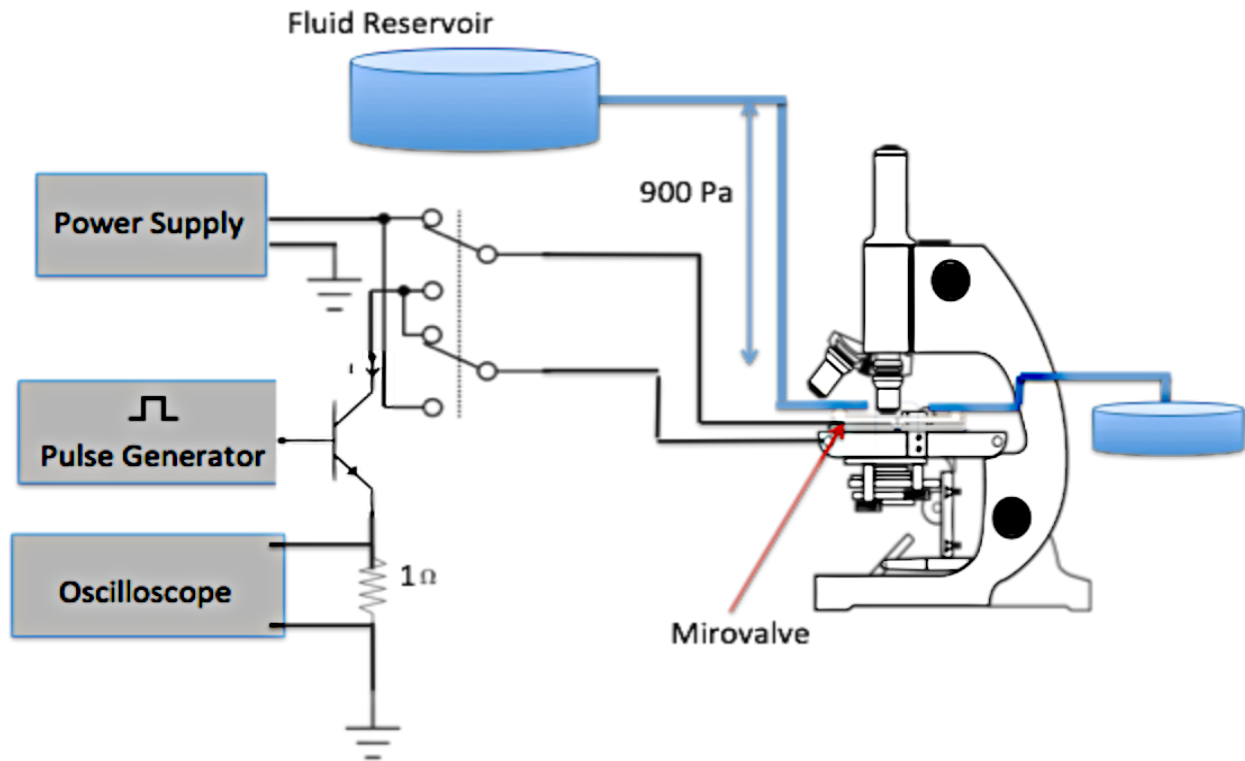 Fluid Reservoir
900 Pa
Power Supply
I
Pulse Generator
1Ω
Oscilloscope
Mirovalve